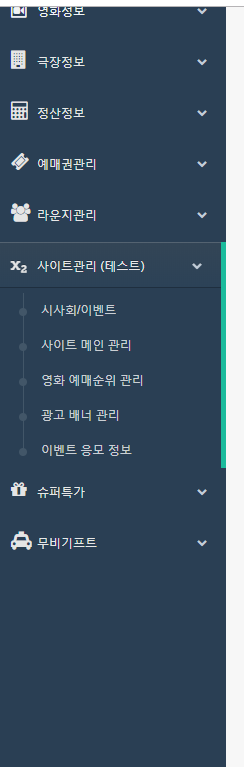 영화정보
극장정보
정산정보
예매권관리
라운지관리
x₂ 사이트관리 (테스트)
시사회/이벤트
사이트 메인 관리
영화 예매순위 관리
광고 배너 관리
이벤트 응모 정보
슈퍼특가
무비기프트